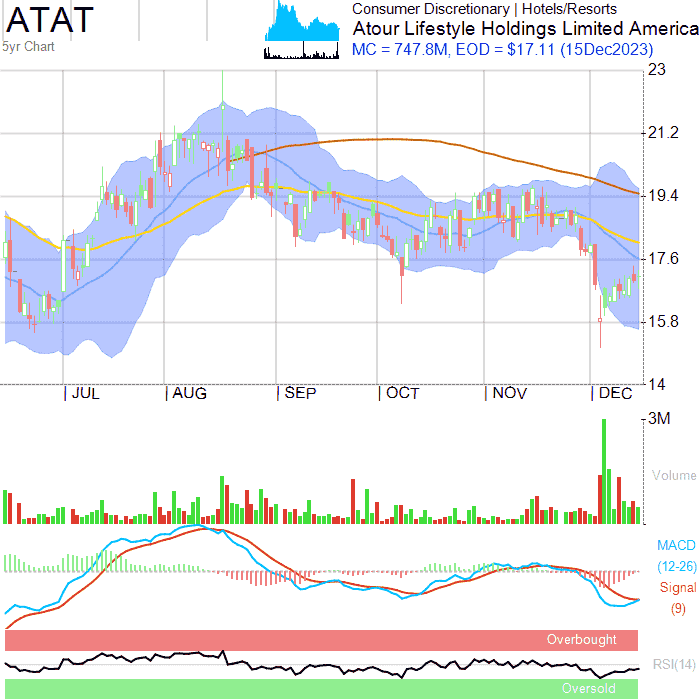 ATAT
5yr Chart
Consumer Discretionary | Hotels/Resorts
Atour Lifestyle Holdings Limited America
MC = 747.8M, EOD = $17.11 (15Dec2023)
23
21.2
19.4
17.6
15.8
14
JUL
AUG
SEP
OCT
NOV
DEC
3M
Volume
MACD
(12-26)
Signal
(9)
Overbought
RSI(14)
Oversold